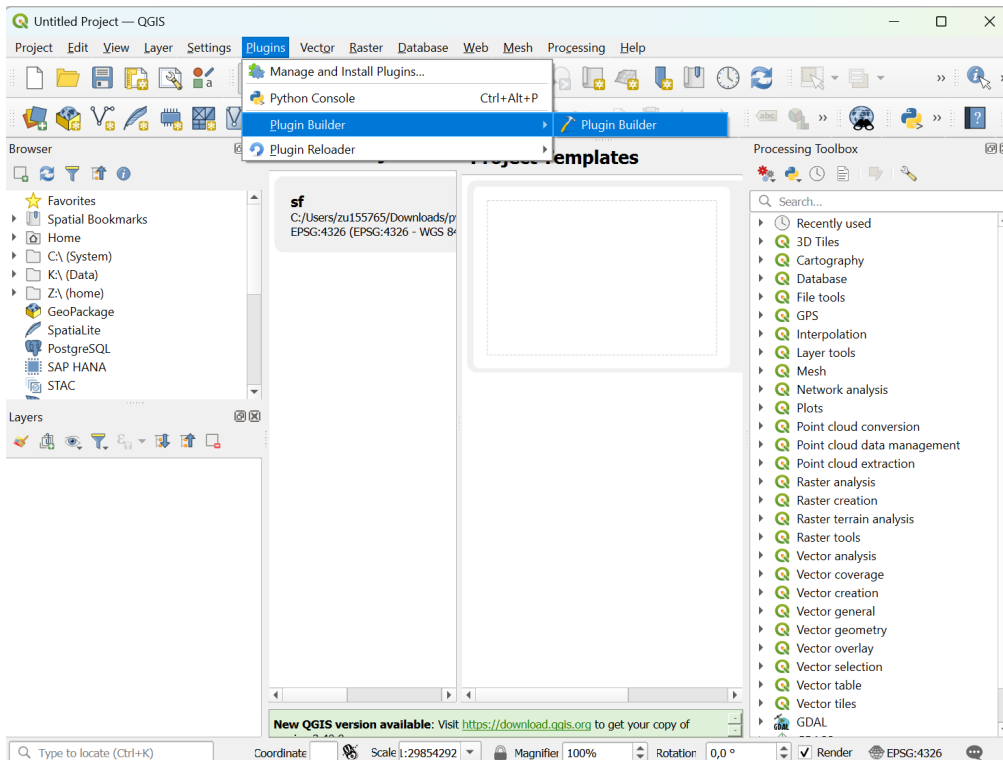 Untitled Project — QGIS
Project Edit View Layer Settings Plugins Vector Raster Database Web Mesh Processing Help
Manage and Install Plugins...
Python Console Ctrl+Alt+P
Plugin Builder
Plugin Builder
Plugin Reloader
a
»
abc
»
»
?
Browser
Favorites
Spatial Bookmarks
Home
C:\ (System)
K:\ (Data)
Z:\ (home)
GeoPackage
SpatiaLite
PostgreSQL
SAP HANA
STAC
Layers
Project Templates
sf
C:/Users/zu155765/Downloads/p
EPSG:4326 (EPSG:4326 - WGS 84
New QGIS version available: Visit https://download.qgis.org to get your copy of
Processing Toolbox
Search...
Recently used
3D Tiles
Cartography
Database
File tools
GPS
Interpolation
Layer tools
Mesh
Network analysis
Plots
Point cloud conversion
Point cloud data management
Point cloud extraction
Raster analysis
Raster creation
Raster terrain analysis
Raster tools
Vector analysis
Vector coverage
Vector creation
Vector general
Vector geometry
Vector overlay
Vector selection
Vector table
Vector tiles
GDAL
Type to locate (Ctrl+K)
Coordinate Scale 1:29854292 Magnifier 100% Rotation 0,0 ° Render EPSG:4326